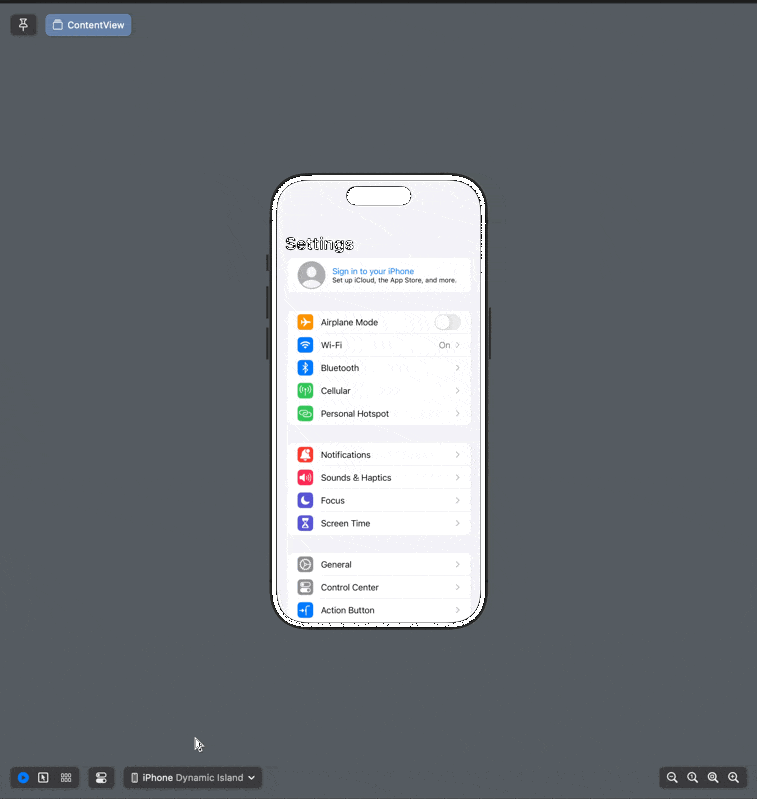 ContentView
Settings
Sign in to your iPhone
Set up iCloud, the App Store, and more.
Airplane Mode
Wi-Fi On
Bluetooth
Cellular
Personal Hotspot
Notifications
Sounds & Haptics
Focus
Screen Time
General
Control Center
Action Button
iPhone Dynamic Island